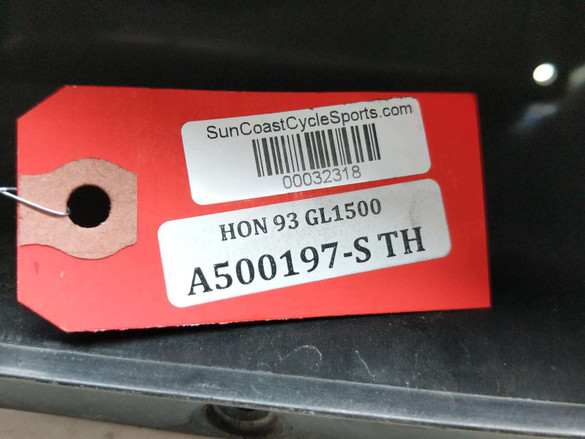 SunCoastCycleSports.com
00032318
HON 93 GL1500
A500197-S TH